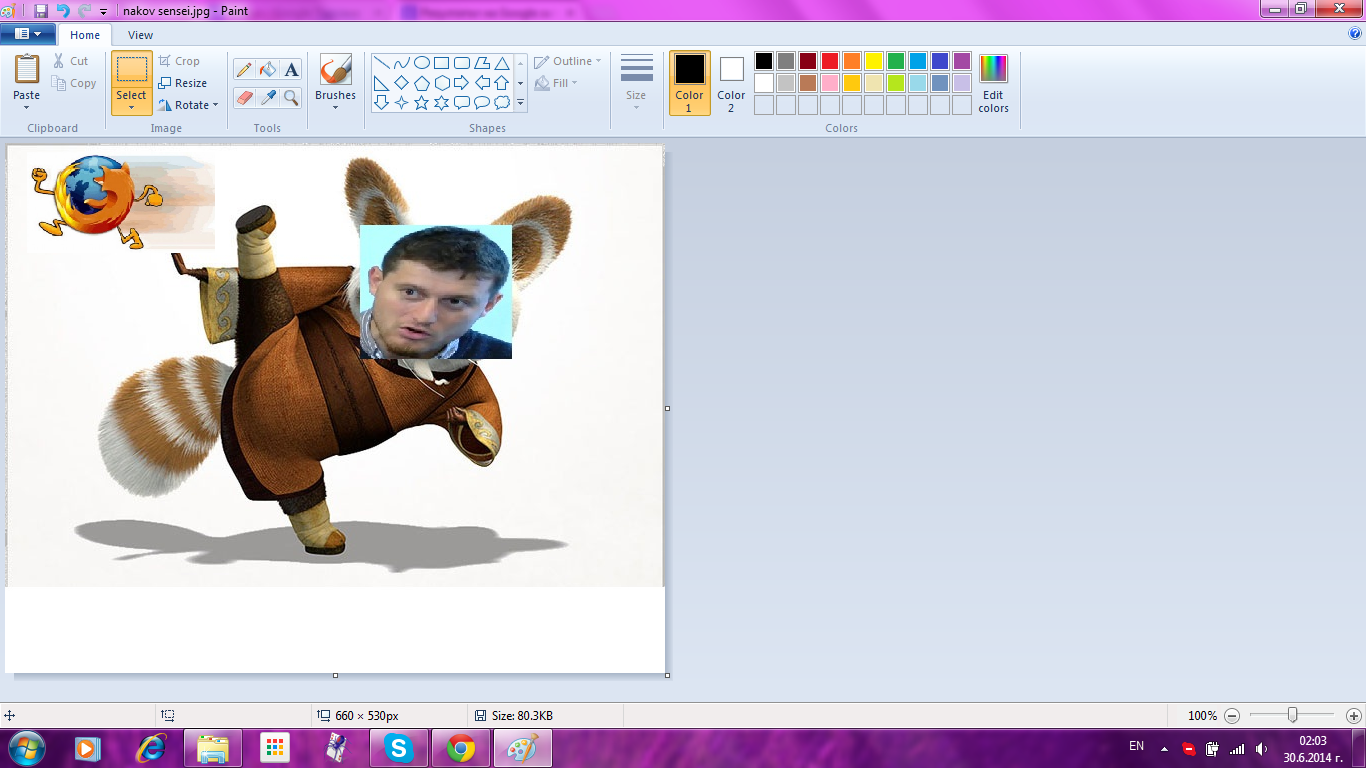 nakov sensei.jpg - Paint
Home View
Paste
Cut
Copy
Clipboard
Select
Crop
Resize
Rotate
Image
A
Tools
Brushes
Outline
Fill
Shapes
Size
Color 1
Color 2
Edit colors
Colors
660 × 530px
Size: 80.3KB
100%
EN
02:03
30.6.2014 г.